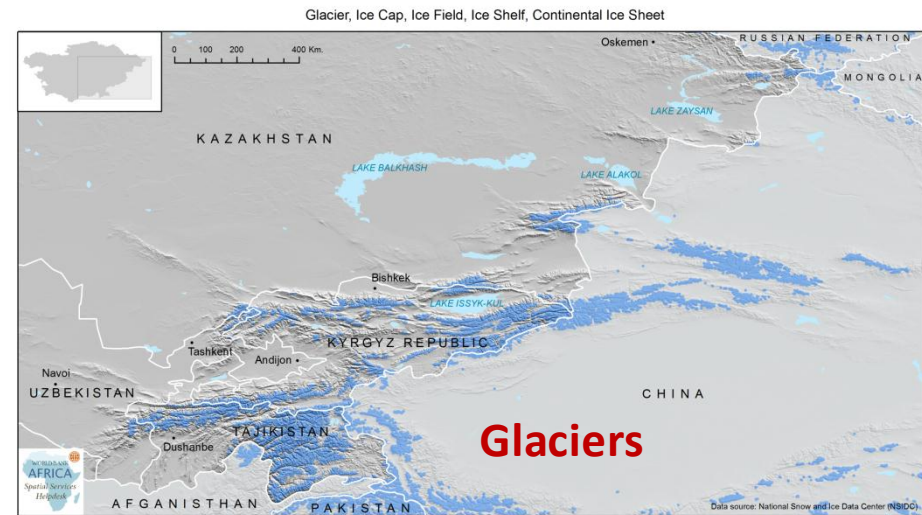 Glacier, Ice Cap, Ice Field, Ice Shelf, Continental Ice Sheet
0 100 200 400 Km.
Oskemen
RUSSIAN FEDERATION
MONGOLIA
LAKE ZAYSAN
KAZAKHSTAN
LAKE BALKHASH
LAKE ALAKOL
Bishkek
LAKE ISSYK-KUL
Tashkent
KYRGYZ REPUBLIC
Andijon
Navoi
UZBEKISTAN
CHINA
TAJIKISTAN
Glaciers
Dushanbe
WORLD BANK
AFRICA
Spatial Services
Helpdesk
AFGANISTHAN
PAKISTAN
Data source: National Snow and Ice Data Center (NSIDC)